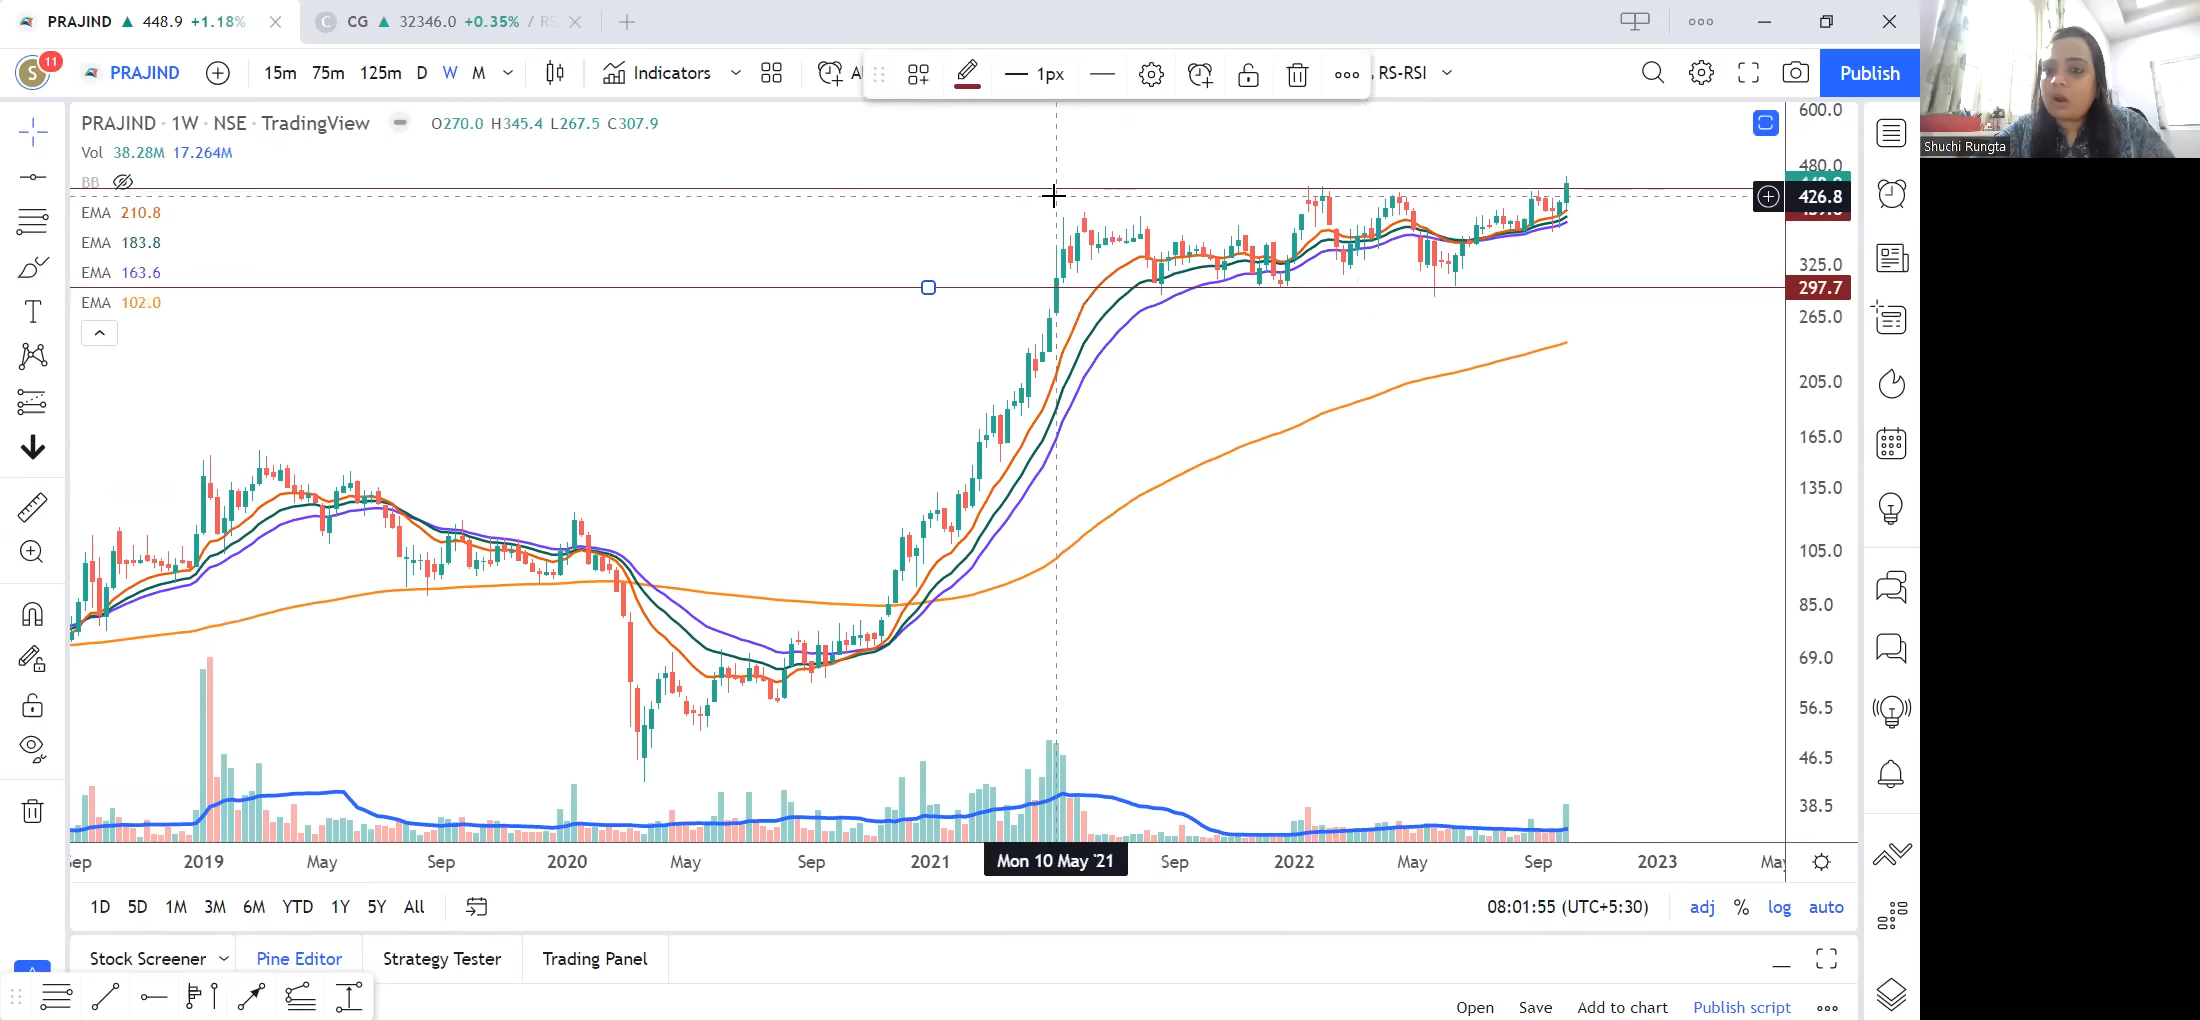 PRAJIND ▲ 448.9 +1.18%
C CG ▲ 32346.0 +0.35% / RS
S 11 PRAJIND 15m 75m 125m D W M Indicators 1px RS-RSI Publish
PRAJIND · 1W · NSE · TradingView O270.0 H345.4 L267.5 C307.9
Vol 38.28M 17.264M
BB
EMA 210.8
EMA 183.8
EMA 163.6
EMA 102.0
600.0
480.0
426.8
325.0
297.7
265.0
205.0
165.0
135.0
105.0
85.0
69.0
56.5
46.5
38.5
Sep 2019 May Sep 2020 May Sep 2021 Mon 10 May '21 Sep 2022 May Sep 2023 May
1D 5D 1M 3M 6M YTD 1Y 5Y All 08:01:55 (UTC+5:30) adj % log auto
Stock Screener Pine Editor Strategy Tester Trading Panel
Open Save Add to chart Publish script
Shuchi Rungta